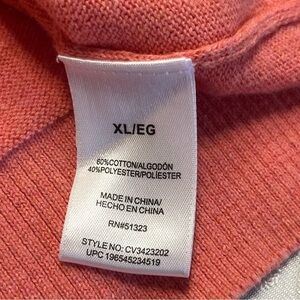 XL/EG
60%COTTON/ALGODÓN
40%POLYESTER/POLÍESTER
MADE IN CHINA/
HECHO EN CHINA
RN#51323
STYLE NO: CV3423202
UPC 196545234519